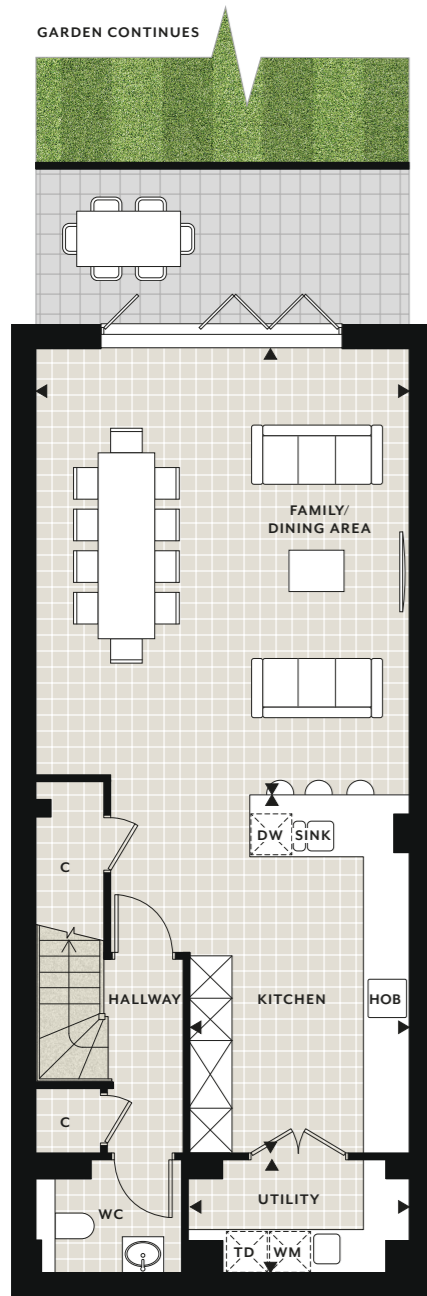 GARDEN CONTINUES
FAMILY/
DINING AREA
DW
SINK
C
HALLWAY
KITCHEN
HOB
C
UTILITY
WC
TD
WM